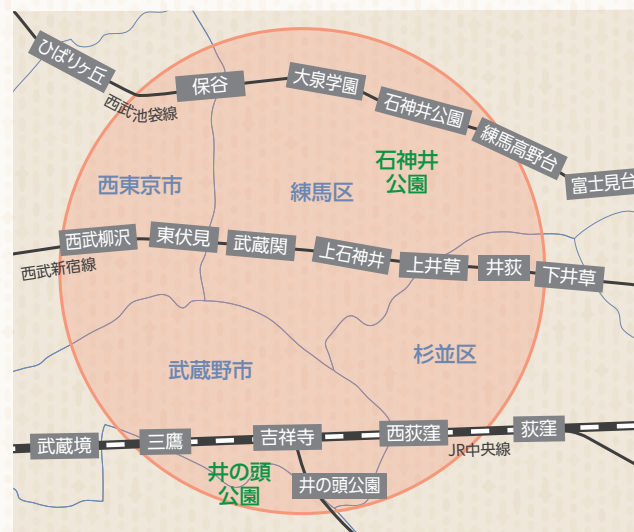 ひばりヶ丘
保谷
大泉学園
石神井公園
練馬高野台
富士見台
西武池袋線
石神井
公園
西東京市
練馬区
西武柳沢
東伏見
武蔵関
上石神井
上井草
井荻
下井草
西武新宿線
武蔵野市
杉並区
武蔵境
三鷹
吉祥寺
西荻窪
荻窪
JR中央線
井の頭
公園
井の頭公園